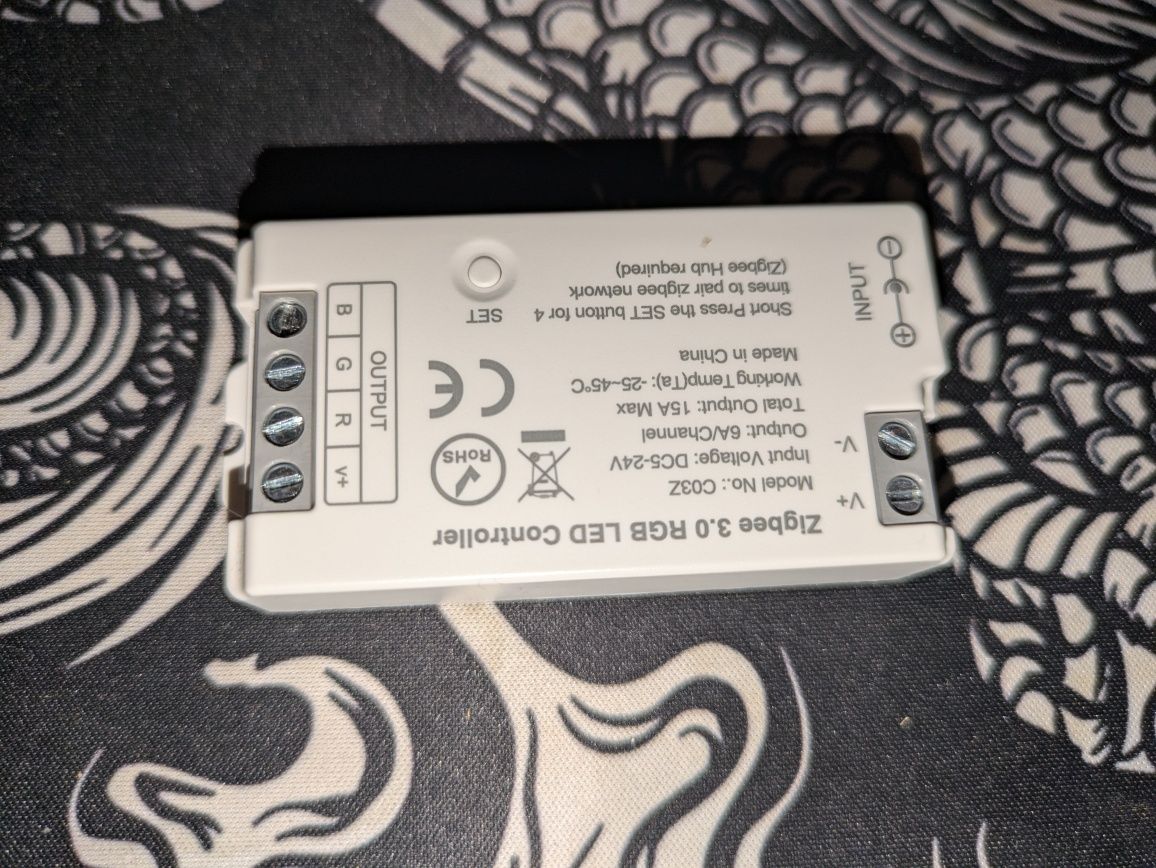 Zigbee 3.0 RGB LED Controller
Model No.: C03Z
Input Voltage: DC5-24V
Output: 6A/Channel
Total Output: 15A Max
Working Temp(Ta): -25~45°C
Made in China
Short Press the SET button for 4
times to pair zigbee network
(Zigbee Hub required)
V+
V-
INPUT
RoHS
CE
SET
OUTPUT
V+
R
G
B